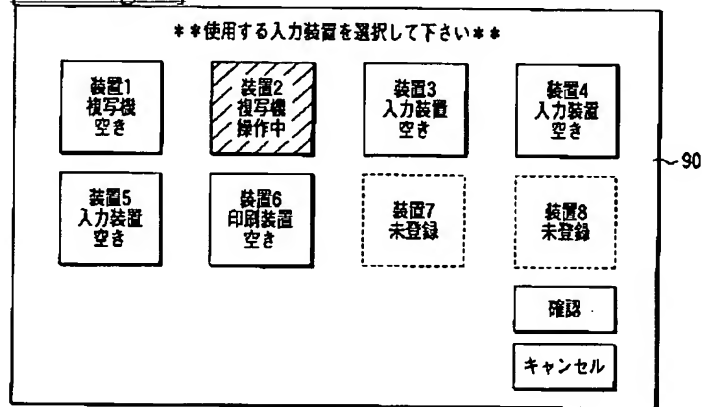 **使用する入力装置を選択して下さい**
装置1
複写機
空き
装置2
複写機
操作中
装置3
入力装置
空き
装置4
入力装置
空き
90
装置5
入力装置
空き
装置6
印刷装置
空き
装置7
未登録
装置8
未登録
確認
キャンセル